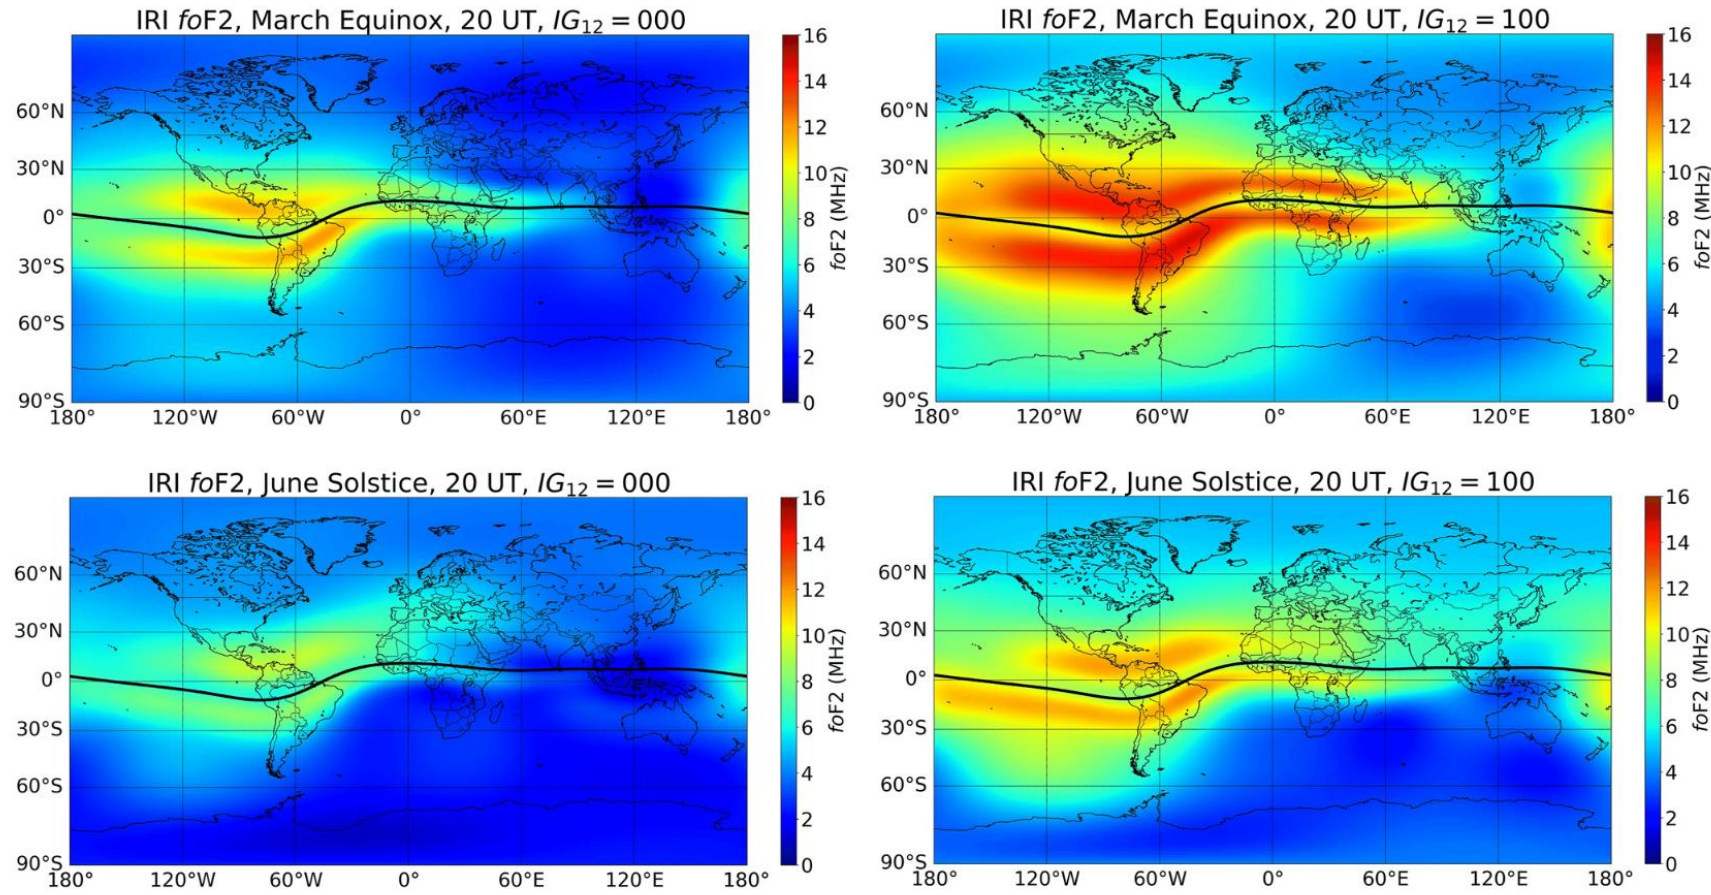 IRI foF2, March Equinox, 20 UT, IG12 = 000
60°N
30°N
0°
30°S
60°S
90°S
180° 120°W 60°W 0° 60°E 120°E 180°
16
14
12
10
8
6
4
2
0
foF2 (MHz)
IRI foF2, March Equinox, 20 UT, IG12 = 100
60°N
30°N
0°
30°S
60°S
90°S
180° 120°W 60°W 0° 60°E 120°E 180°
16
14
12
10
8
6
4
2
0
foF2 (MHz)
IRI foF2, June Solstice, 20 UT, IG12 = 000
60°N
30°N
0°
30°S
60°S
90°S
180° 120°W 60°W 0° 60°E 120°E 180°
16
14
12
10
8
6
4
2
0
foF2 (MHz)
IRI foF2, June Solstice, 20 UT, IG12 = 100
60°N
30°N
0°
30°S
60°S
90°S
180° 120°W 60°W 0° 60°E 120°E 180°
16
14
12
10
8
6
4
2
0
foF2 (MHz)